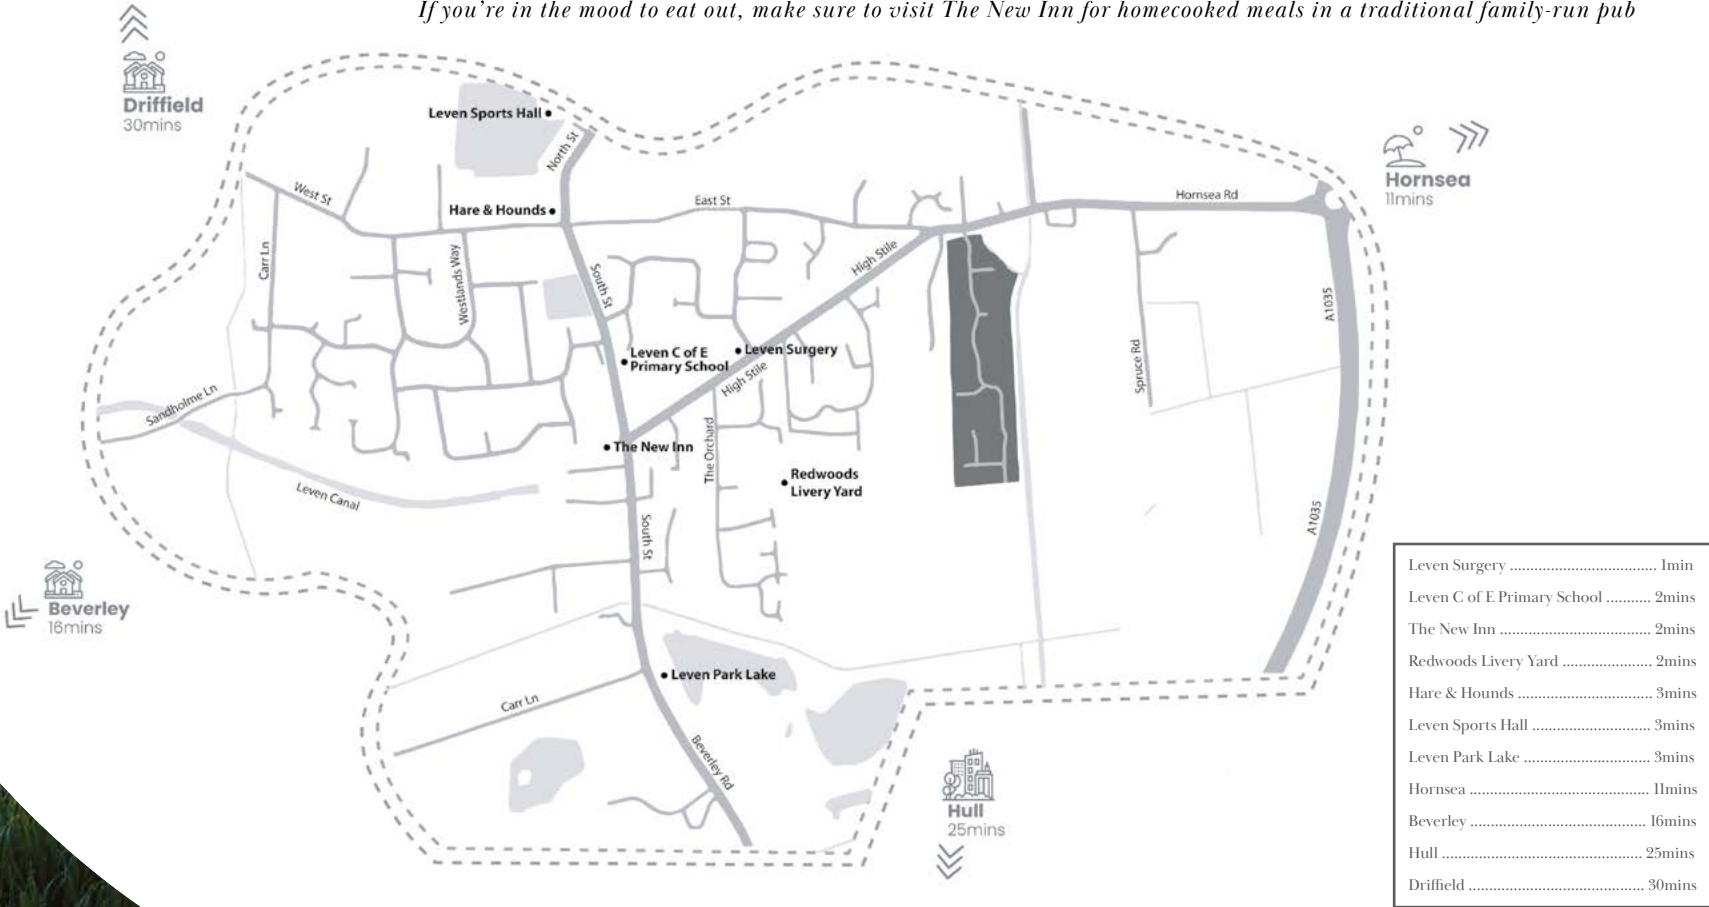 If you're in the mood to eat out, make sure to visit The New Inn for homecooked meals in a traditional family-run pub
Driffield
30mins
Leven Sports Hall
North St
Hornsea
11mins
West St
Hare & Hounds
East St
Hornsea Rd
Carr Ln
Westlands Way
South St
High Stile
A1035
Leven C of E
Primary School
Leven Surgery
High Stile
Spruce Rd
Sandholme Ln
The New Inn
The Orchard
Redwoods
Livery Yard
Leven Canal
South St
A1035
Beverley
16mins
Leven Park Lake
Carr Ln
Beverley Rd
Hull
25mins
Leven Surgery .................................... 1min
Leven C of E Primary School ........... 2mins
The New Inn ..................................... 2mins
Redwoods Livery Yard ...................... 2mins
Hare & Hounds ................................. 3mins
Leven Sports Hall ............................. 3mins
Leven Park Lake ............................... 3mins
Hornsea ............................................ 11mins
Beverley ........................................... 16mins
Hull ................................................. 25mins
Driffield ........................................... 30mins